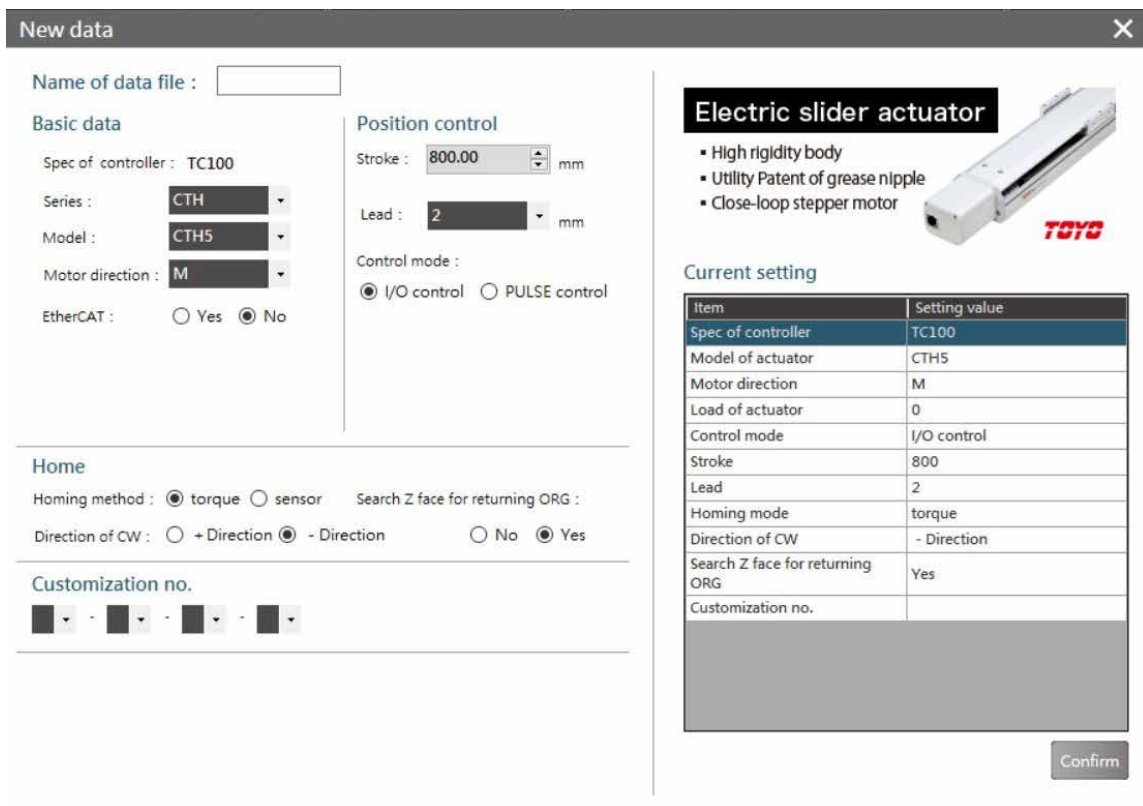 New data
Name of data file :
Basic data
Spec of controller : TC100
Series : CTH
Model : CTH5
Motor direction : M
EtherCAT : Yes No
Position control
Stroke : 800.00 mm
Lead : 2 mm
Control mode :
I/O control PULSE control
Home
Homing method : torque sensor Search Z face for returning ORG :
Direction of CW : + Direction - Direction No Yes
Customization no.
- - -
Electric slider actuator
▪ High rigidity body
▪ Utility Patent of grease nipple
▪ Close-loop stepper motor
TOYO
Current setting
Item Setting value
Spec of controller TC100
Model of actuator CTH5
Motor direction M
Load of actuator 0
Control mode I/O control
Stroke 800
Lead 2
Homing mode torque
Direction of CW - Direction
Search Z face for returning
ORG Yes
Customization no.
Confirm